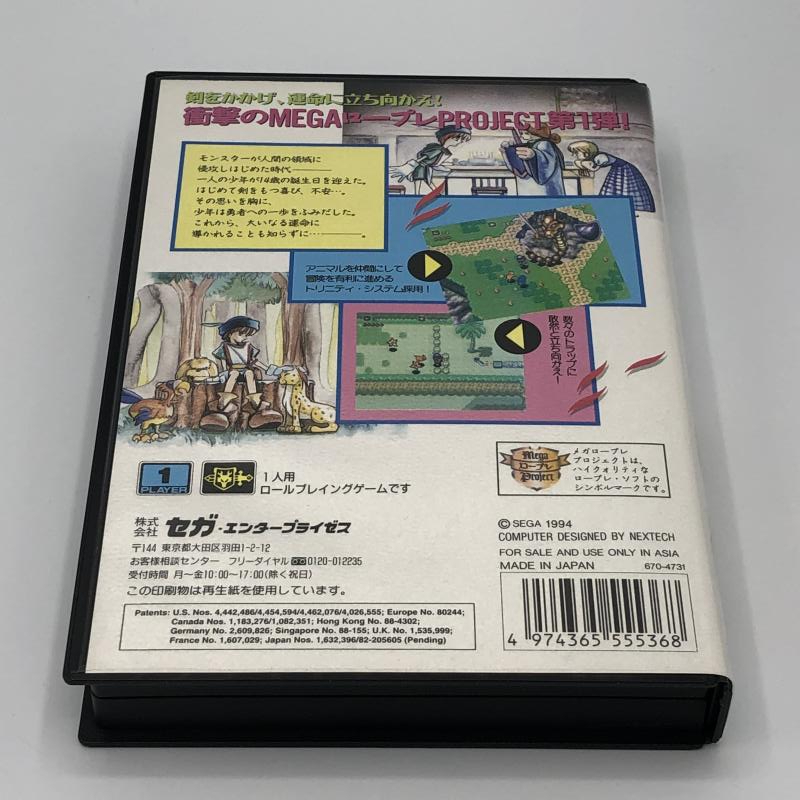 剣をかかげ、運命に立ち向かえ!
衝撃のMEGAロープレPROJECT第1弾!
モンスターが人間の領域に
侵攻しはじめた時代———
一人の少年が14歳の誕生日を迎えた。
はじめて剣をもつ喜び、不安…。
その思いを胸に、
少年は勇者への一歩をふみだした。
これから、大いなる運命に
導かれることも知らずに…———。
アニマルを仲間にして
冒険を有利に進める
トリニティ・システム採用!
数々のトラップに
敢然と立ち向かえ!
1
PLAYER
1人用
ロールプレイングゲームです
Mega
ロープレ
Project
メガロープレ
プロジェクトは、
ハイクオリティな
ロープレ・ソフトの
シンボルマークです。
株式会社 セガ・エンタープライゼス
〒144 東京都大田区羽田1-2-12
お客様相談センター フリーダイヤル 0120-012235
受付時間 月〜金10:00〜17:00(除く祝日)
この印刷物は再生紙を使用しています。
© SEGA 1994
COMPUTER DESIGNED BY NEXTECH
FOR SALE AND USE ONLY IN ASIA
MADE IN JAPAN 670-4731
Patents: U.S. Nos. 4,442,486/4,454,594/4,462,076/4,026,555; Europe No. 80244;
Canada Nos. 1,183,276/1,082,351; Hong Kong No. 88-4302;
Germany No. 2,609,826; Singapore No. 88-155; U.K. No. 1,535,999;
France No. 1,607,029; Japan Nos. 1,632,396/82-205605 (Pending)
4 974365 555368